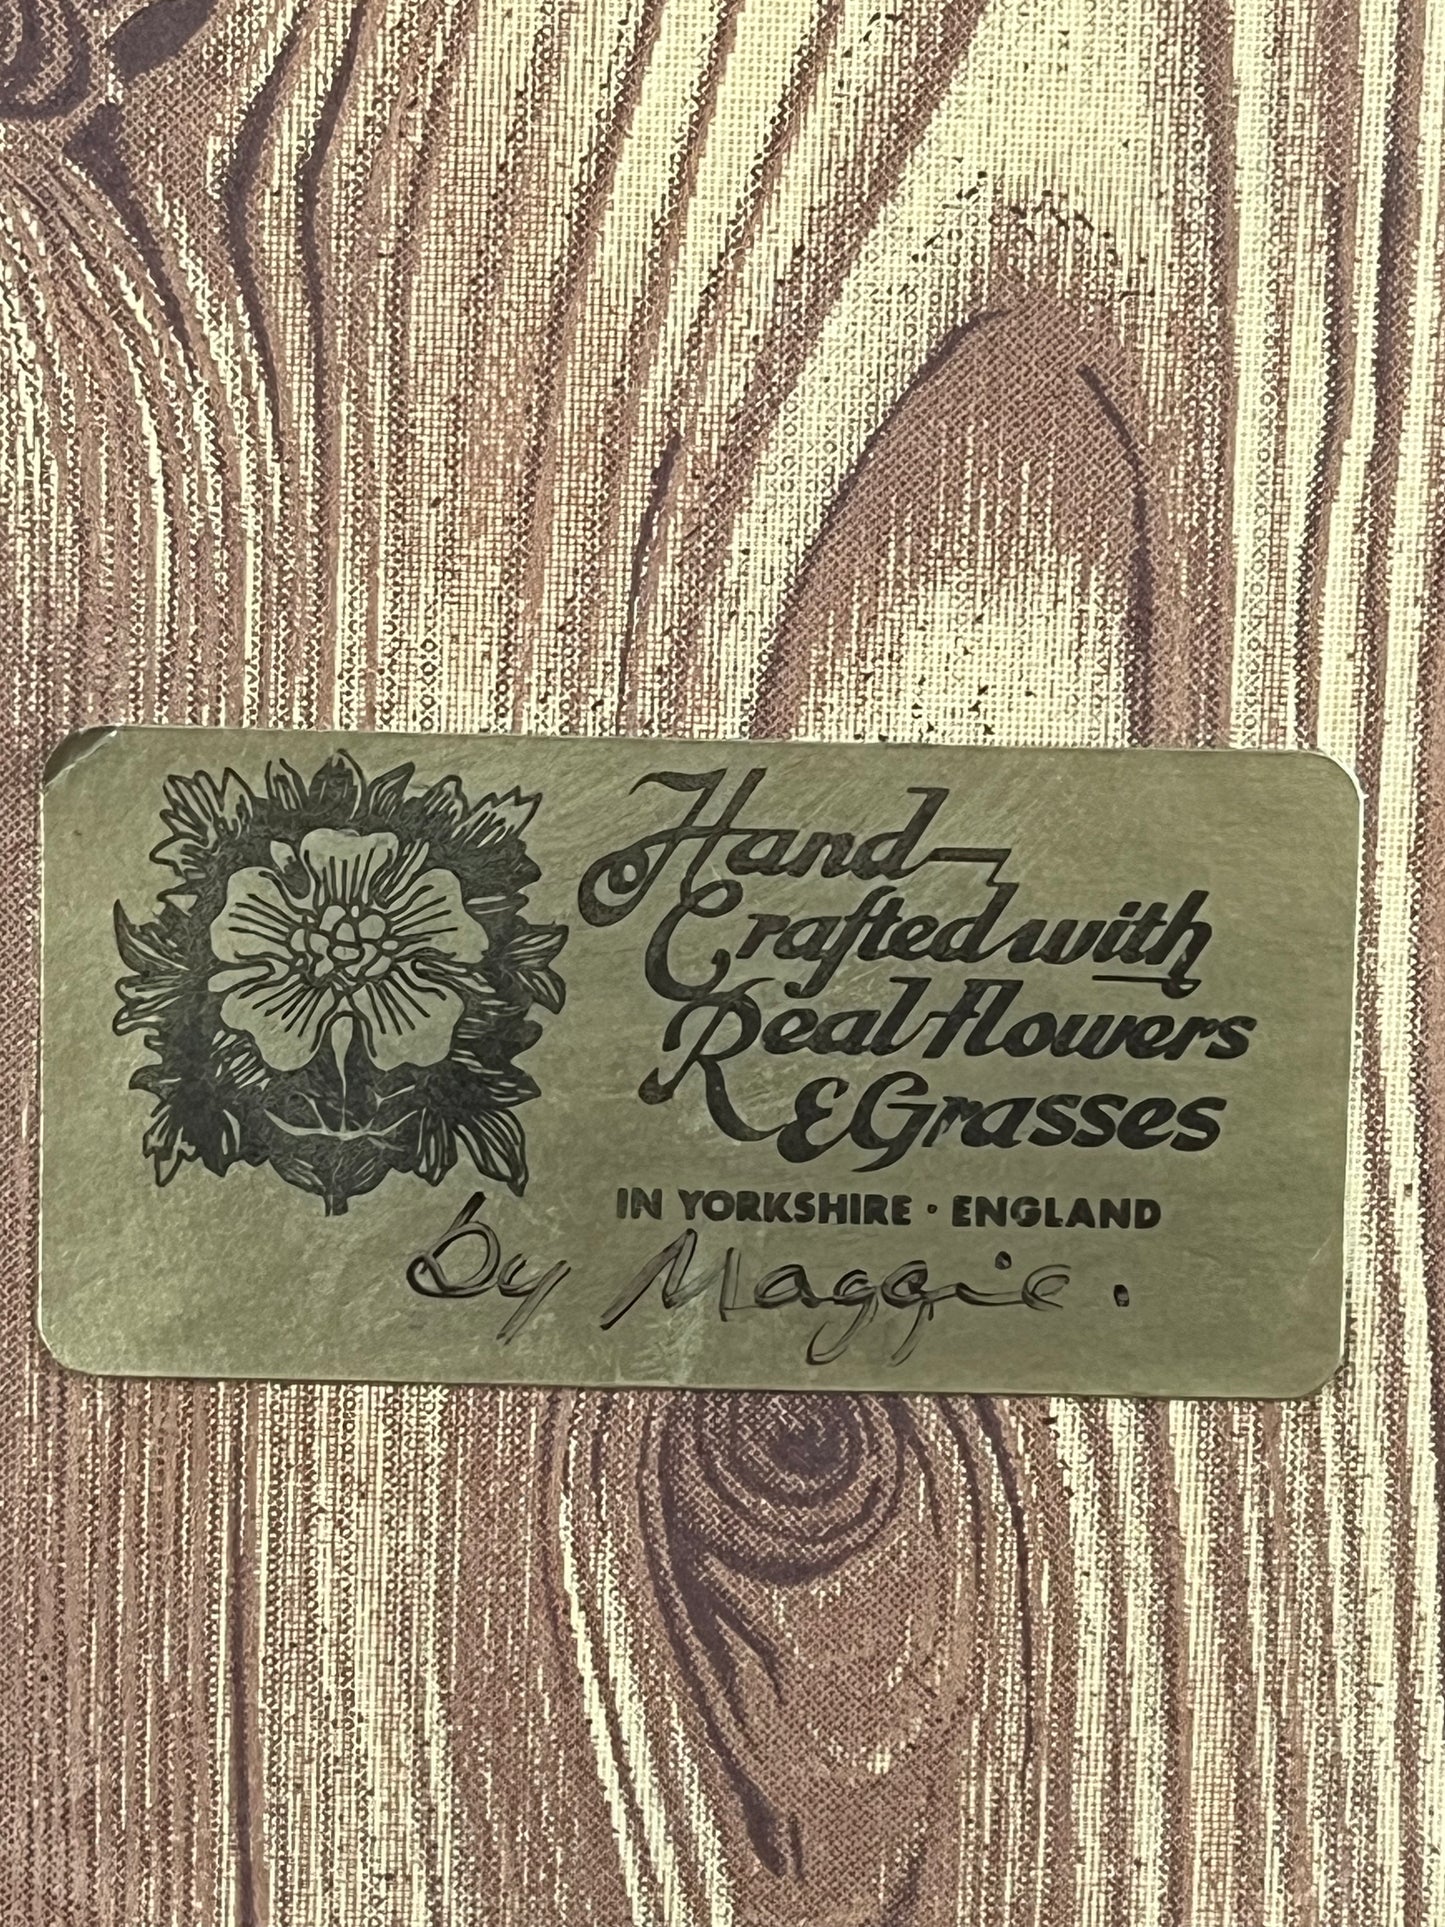 Hand-
Crafted with
Real flowers
& Grasses
IN YORKSHIRE · ENGLAND
by Maggie.